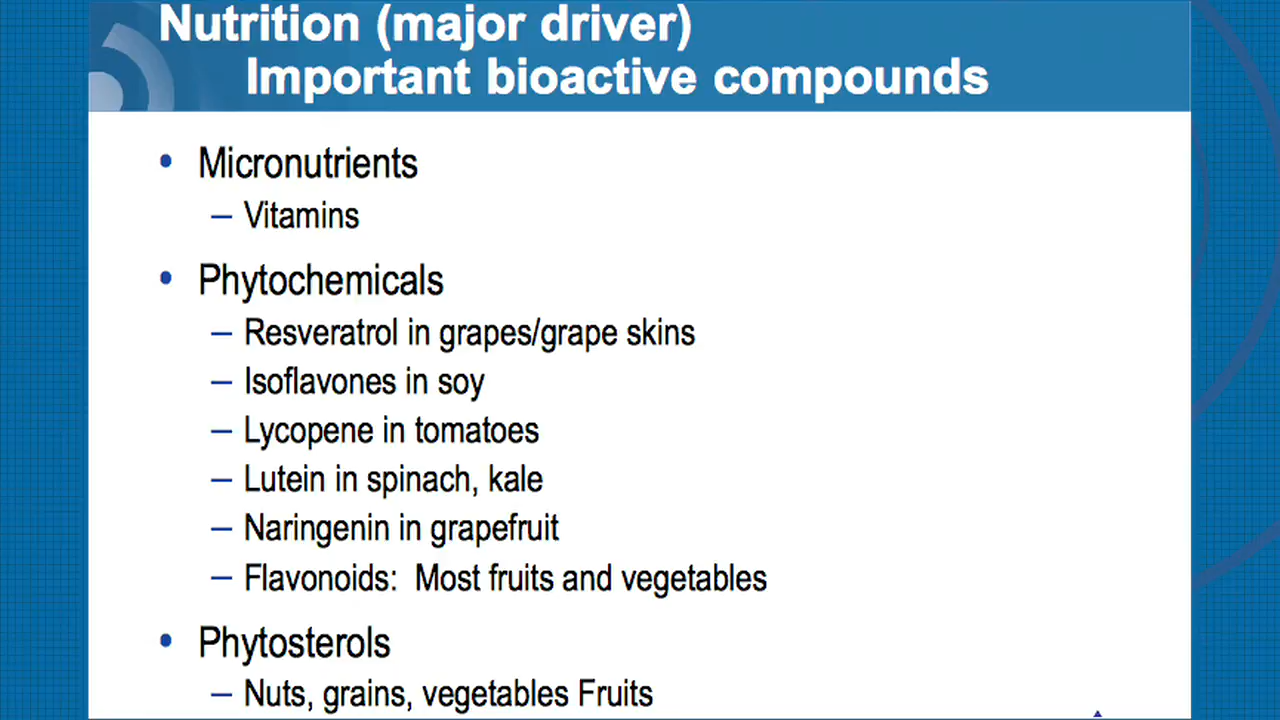 Nutrition (major driver)
Important bioactive compounds
• Micronutrients
– Vitamins
• Phytochemicals
– Resveratrol in grapes/grape skins
– Isoflavones in soy
– Lycopene in tomatoes
– Lutein in spinach, kale
– Naringenin in grapefruit
– Flavonoids: Most fruits and vegetables
• Phytosterols
– Nuts, grains, vegetables Fruits